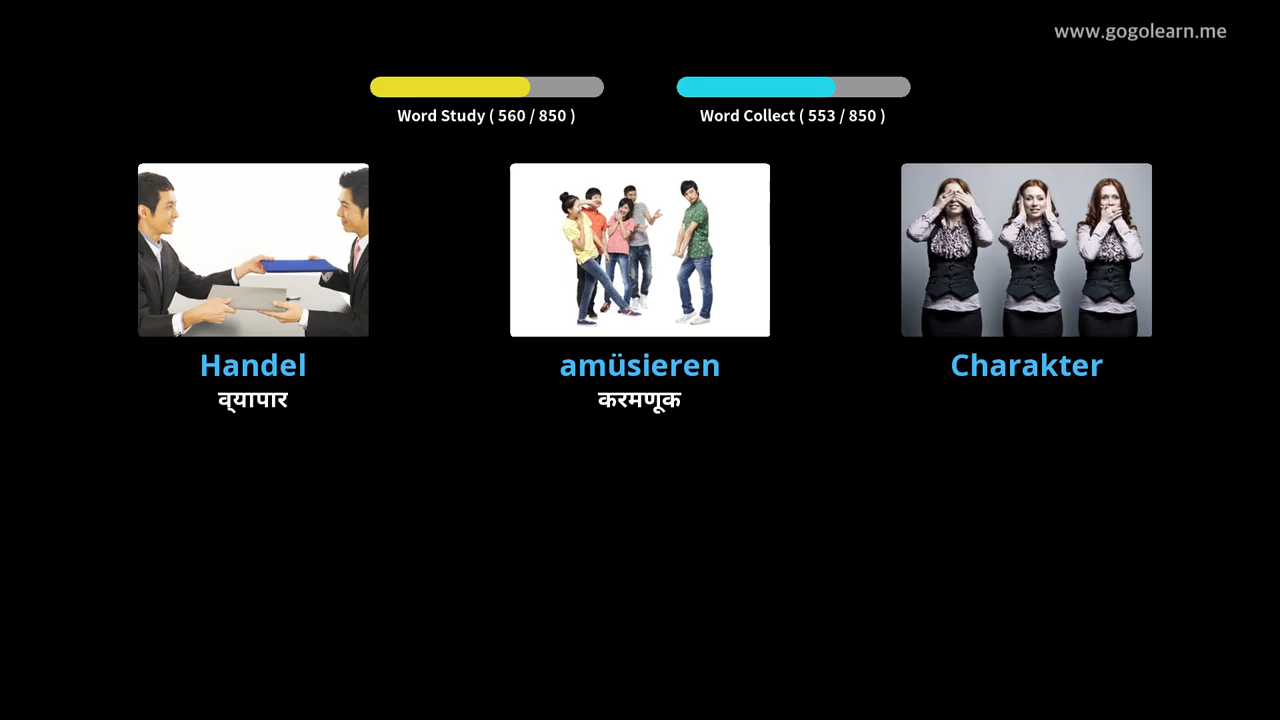 www.gogolearn.me
Word Study ( 560 / 850 )
Word Collect ( 553 / 850 )
Handel
amüsieren
Charakter
व्यापार
करमणूक